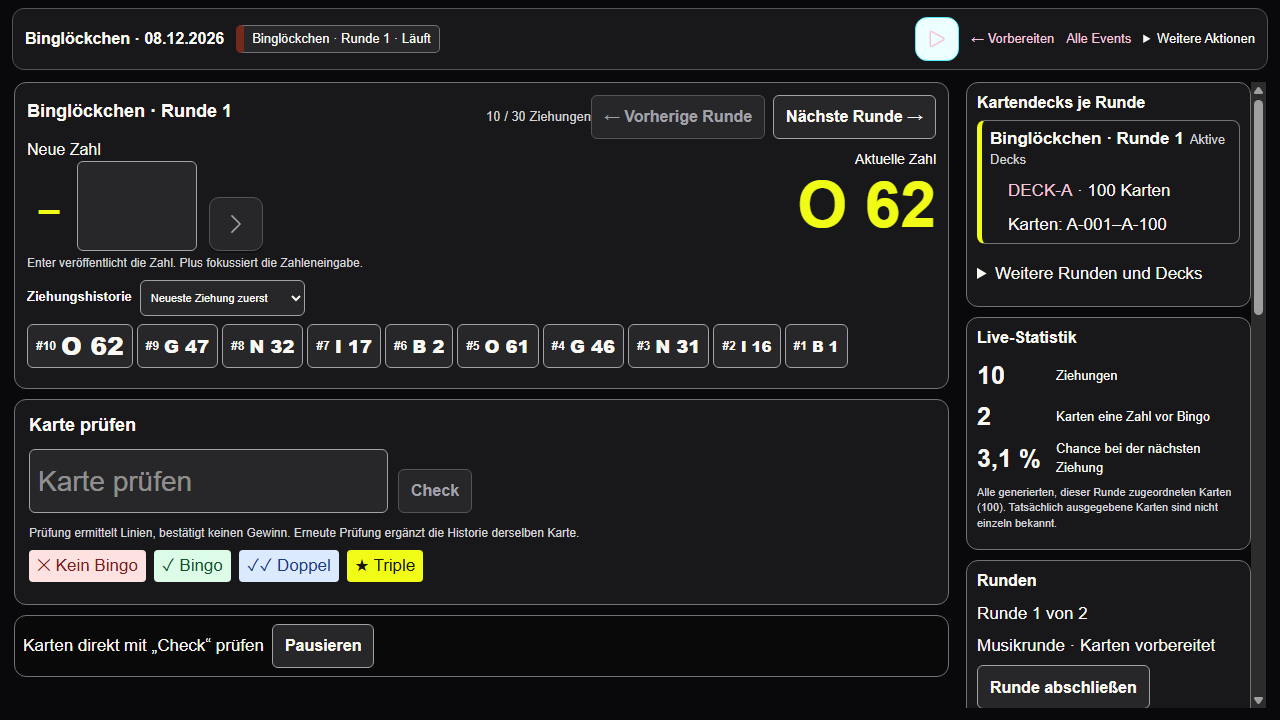 Binglöckchen · 08.12.2026
Binglöckchen · Runde 1 · Läuft
← Vorbereiten
Alle Events
▶ Weitere Aktionen
Binglöckchen · Runde 1
10 / 30 Ziehungen
← Vorherige Runde
Nächste Runde →
Neue Zahl
–
Aktuelle Zahl
O 62
Enter veröffentlicht die Zahl. Plus fokussiert die Zahleneingabe.
Ziehungshistorie
Neueste Ziehung zuerst
#10 O 62
#9 G 47
#8 N 32
#7 I 17
#6 B 2
#5 O 61
#4 G 46
#3 N 31
#2 I 16
#1 B 1
Karte prüfen
Karte prüfen
Check
Prüfung ermittelt Linien, bestätigt keinen Gewinn. Erneute Prüfung ergänzt die Historie derselben Karte.
✕ Kein Bingo
✓ Bingo
✓✓ Doppel
★ Triple
Karten direkt mit „Check“ prüfen
Pausieren
Kartendecks je Runde
Binglöckchen · Runde 1 Aktive
Decks
DECK-A · 100 Karten
Karten: A-001–A-100
▶ Weitere Runden und Decks
Live-Statistik
10 Ziehungen
2 Karten eine Zahl vor Bingo
3,1 % Chance bei der nächsten
Ziehung
Alle generierten, dieser Runde zugeordneten Karten
(100). Tatsächlich ausgegebene Karten sind nicht
einzeln bekannt.
Runden
Runde 1 von 2
Musikrunde · Karten vorbereitet
Runde abschließen